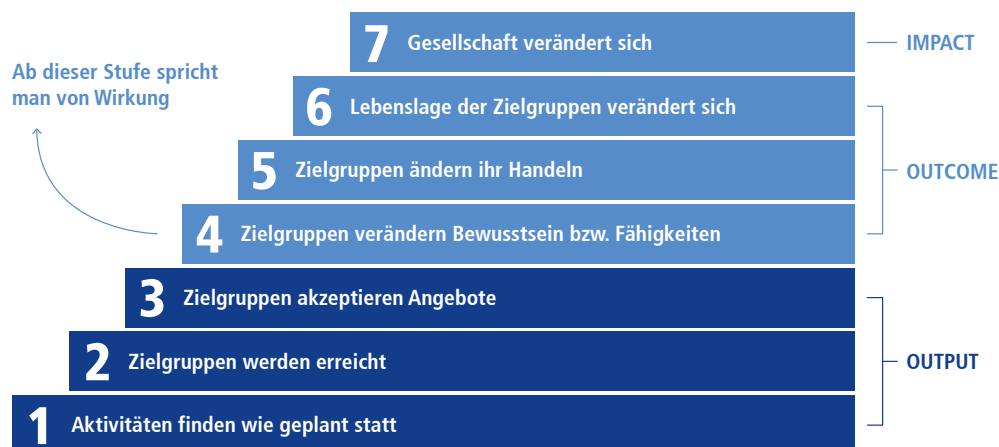 7 Gesellschaft verändert sich
IMPACT
Ab dieser Stufe spricht
man von Wirkung
6 Lebenslage der Zielgruppen verändert sich
5 Zielgruppen ändern ihr Handeln
OUTCOME
4 Zielgruppen verändern Bewusstsein bzw. Fähigkeiten
3 Zielgruppen akzeptieren Angebote
2 Zielgruppen werden erreicht
OUTPUT
1 Aktivitäten finden wie geplant statt